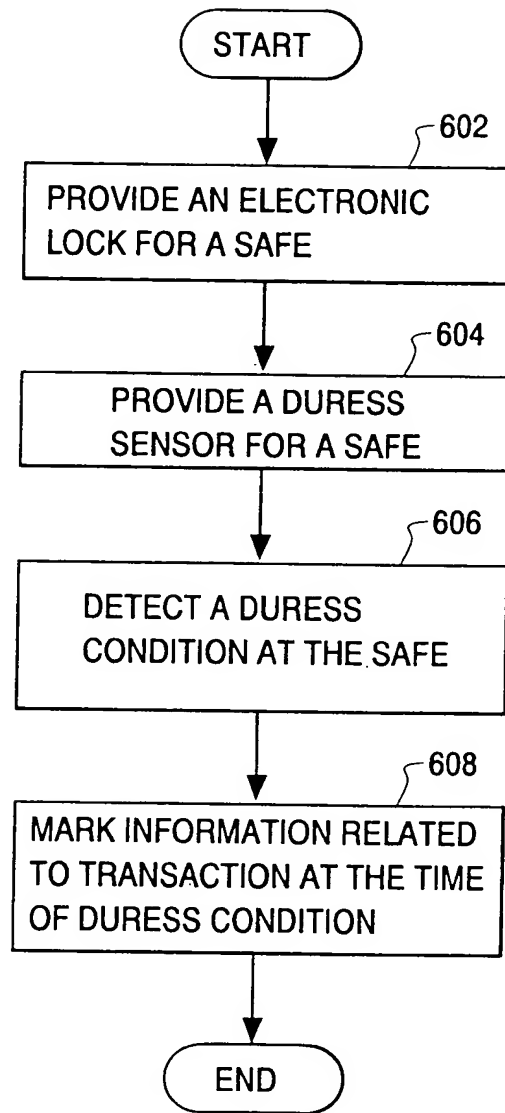 START
602
PROVIDE AN ELECTRONIC
LOCK FOR A SAFE
604
PROVIDE A DURESS
SENSOR FOR A SAFE
606
DETECT A DURESS
CONDITION AT THE SAFE
608
MARK INFORMATION RELATED
TO TRANSACTION AT THE TIME
OF DURESS CONDITION
END